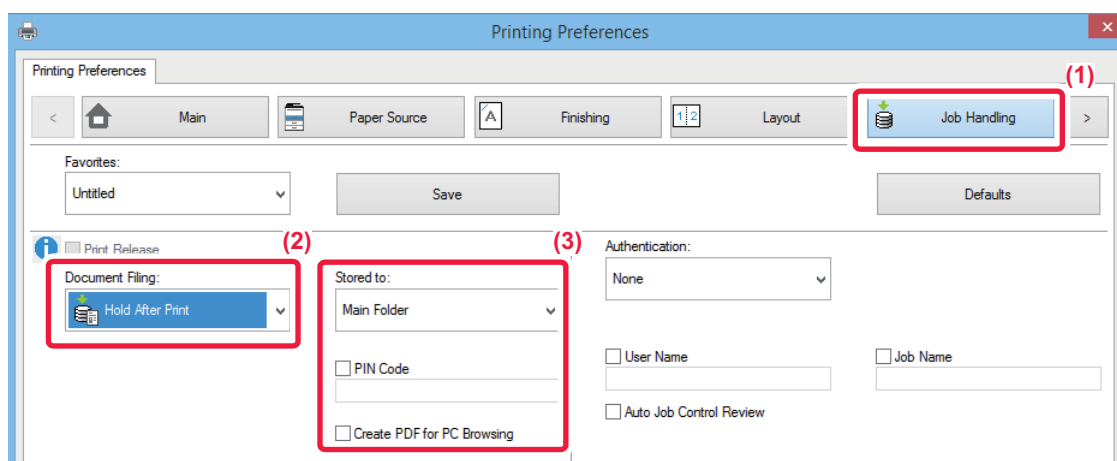 Printing Preferences
×
Printing Preferences
(1)
<
Main
Paper Source
A
Finishing
1 2
Layout
Job Handling
>
Favorites:
Untitled
Save
Defaults
(2)
(3)
i
Print Release
Authentication:
Document Filing:
Stored to:
None
Hold After Print
Main Folder
PIN Code
User Name
Job Name
Auto Job Control Review
Create PDF for PC Browsing